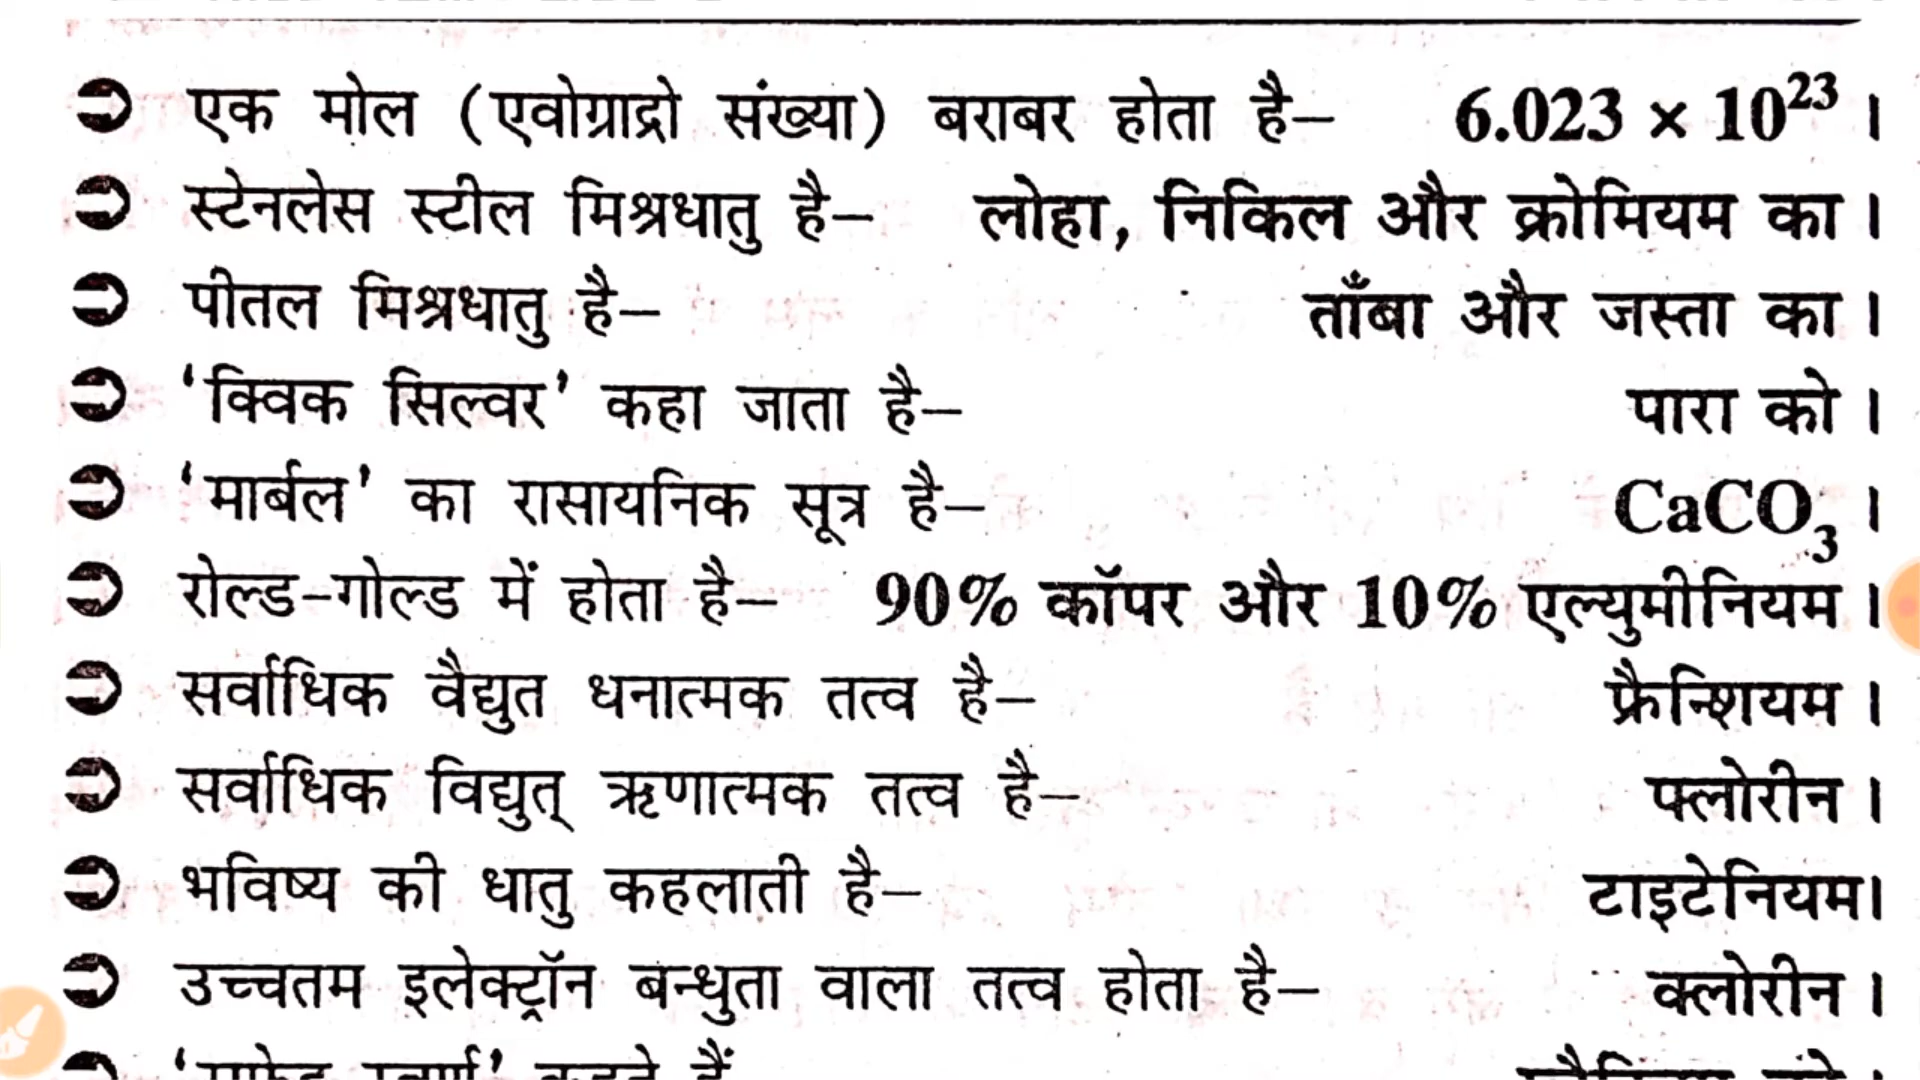 ➲ एक मोल (एवोग्राद्रो संख्या) बराबर होता है– 6.023 × 10²³ ।
➲ स्टेनलेस स्टील मिश्रधातु है– लोहा, निकिल और क्रोमियम का ।
➲ पीतल मिश्रधातु है– ताँबा और जस्ता का ।
➲ ‘क्विक सिल्वर’ कहा जाता है– पारा को ।
➲ ‘मार्बल’ का रासायनिक सूत्र है– CaCO₃ ।
➲ रोल्ड-गोल्ड में होता है– 90% कॉपर और 10% एल्युमीनियम ।
➲ सर्वाधिक वैद्युत धनात्मक तत्व है– फ्रैन्शियम ।
➲ सर्वाधिक विद्युत् ऋणात्मक तत्व है– फ्लोरीन ।
➲ भविष्य की धातु कहलाती है– टाइटेनियम।
➲ उच्चतम इलेक्ट्रॉन बन्धुता वाला तत्व होता है– क्लोरीन ।